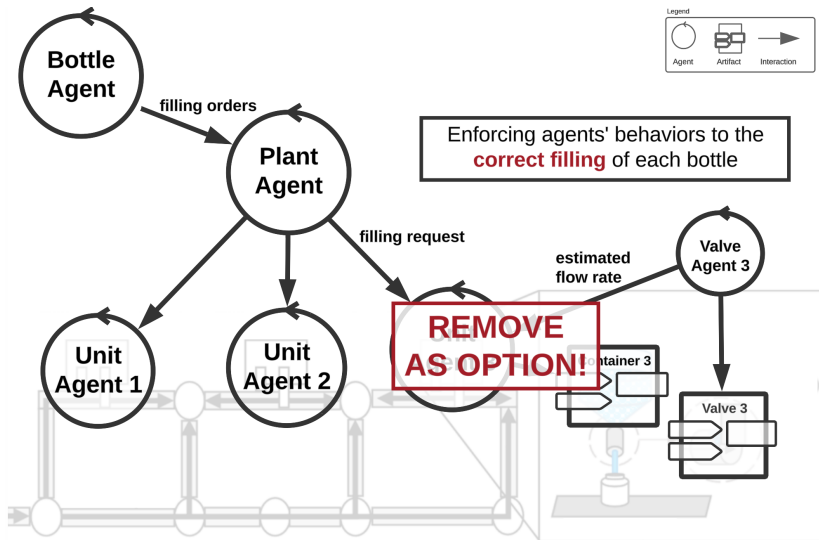 Legend
Agent
Artifact
Interaction
Bottle
Agent
filling orders
Plant
Agent
Enforcing agents' behaviors to the
correct filling of each bottle
filling request
estimated
flow rate
Valve
Agent 3
Unit
Agent 1
Unit
Agent 2
REMOVE
AS OPTION!
ontainer 3
Valve 3